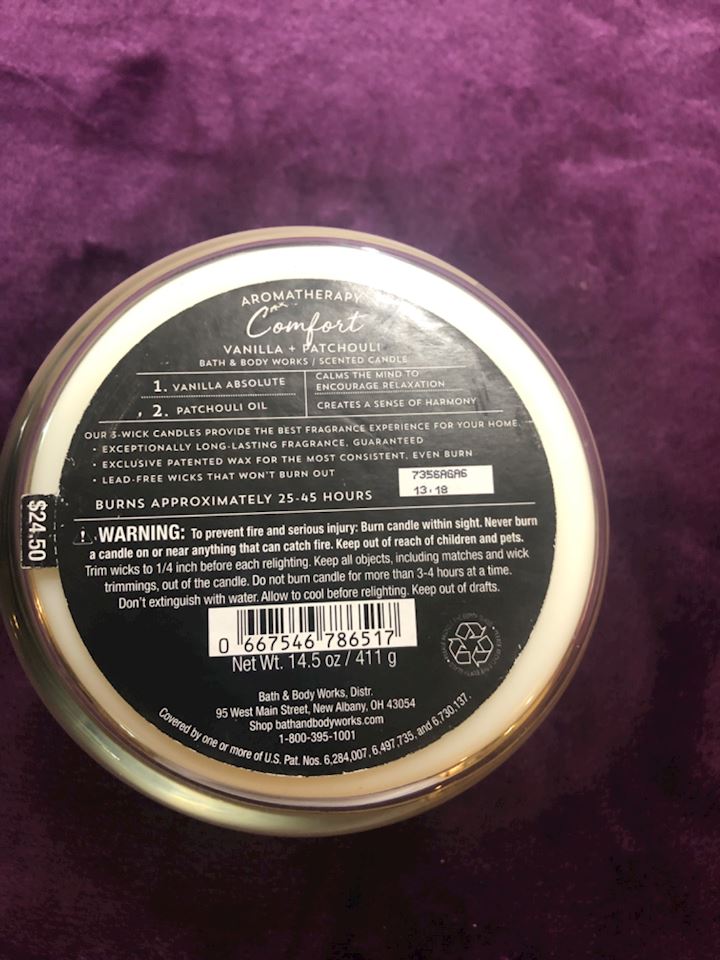 AROMATHERAPY
Comfort
VANILLA + PATCHOULI
BATH & BODY WORKS / SCENTED CANDLE
1. VANILLA ABSOLUTE
CALMS THE MIND TO
ENCOURAGE RELAXATION
2. PATCHOULI OIL
CREATES A SENSE OF HARMONY
OUR 3-WICK CANDLES PROVIDE THE BEST FRAGRANCE EXPERIENCE FOR YOUR HOME.
• EXCEPTIONALLY LONG-LASTING FRAGRANCE, GUARANTEED
• EXCLUSIVE PATENTED WAX FOR THE MOST CONSISTENT, EVEN BURN
• LEAD-FREE WICKS THAT WON'T BURN OUT
7356AGA6
13:18
BURNS APPROXIMATELY 25-45 HOURS
$24.50
WARNING: To prevent fire and serious injury: Burn candle within sight. Never burn
a candle on or near anything that can catch fire. Keep out of reach of children and pets.
Trim wicks to 1/4 inch before each relighting. Keep all objects, including matches and wick
trimmings, out of the candle. Do not burn candle for more than 3-4 hours at a time.
Don't extinguish with water. Allow to cool before relighting. Keep out of drafts.
0 667546 786517
Net Wt. 14.5 oz / 411 g
Bath & Body Works, Distr.
95 West Main Street, New Albany, OH 43054
Shop bathandbodyworks.com
1-800-395-1001
Covered by one or more of U.S. Pat. Nos. 6,284,007, 6,497,735, and 6,730,137.